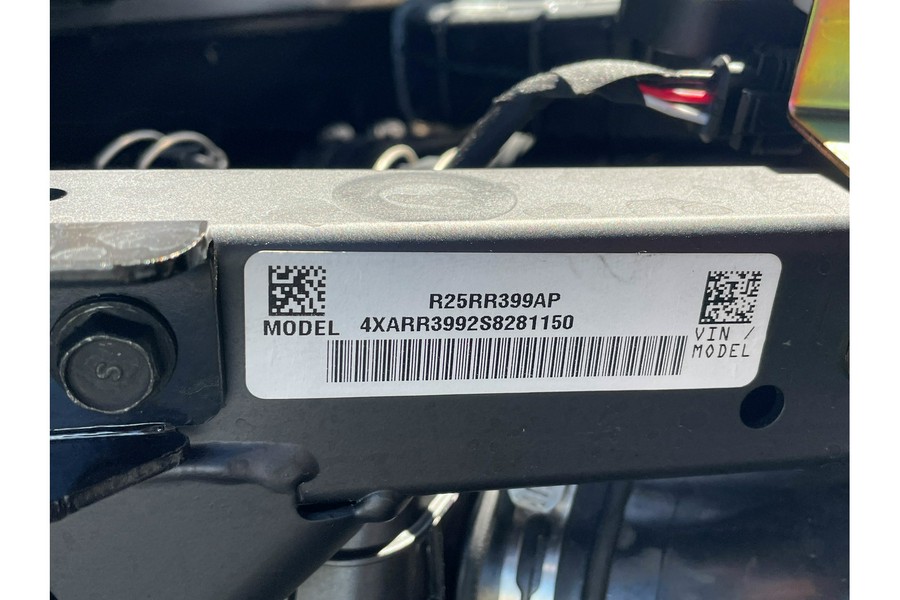 R25RR399AP
MODEL 4XARR3992S8281150
VIN /
MODEL
S